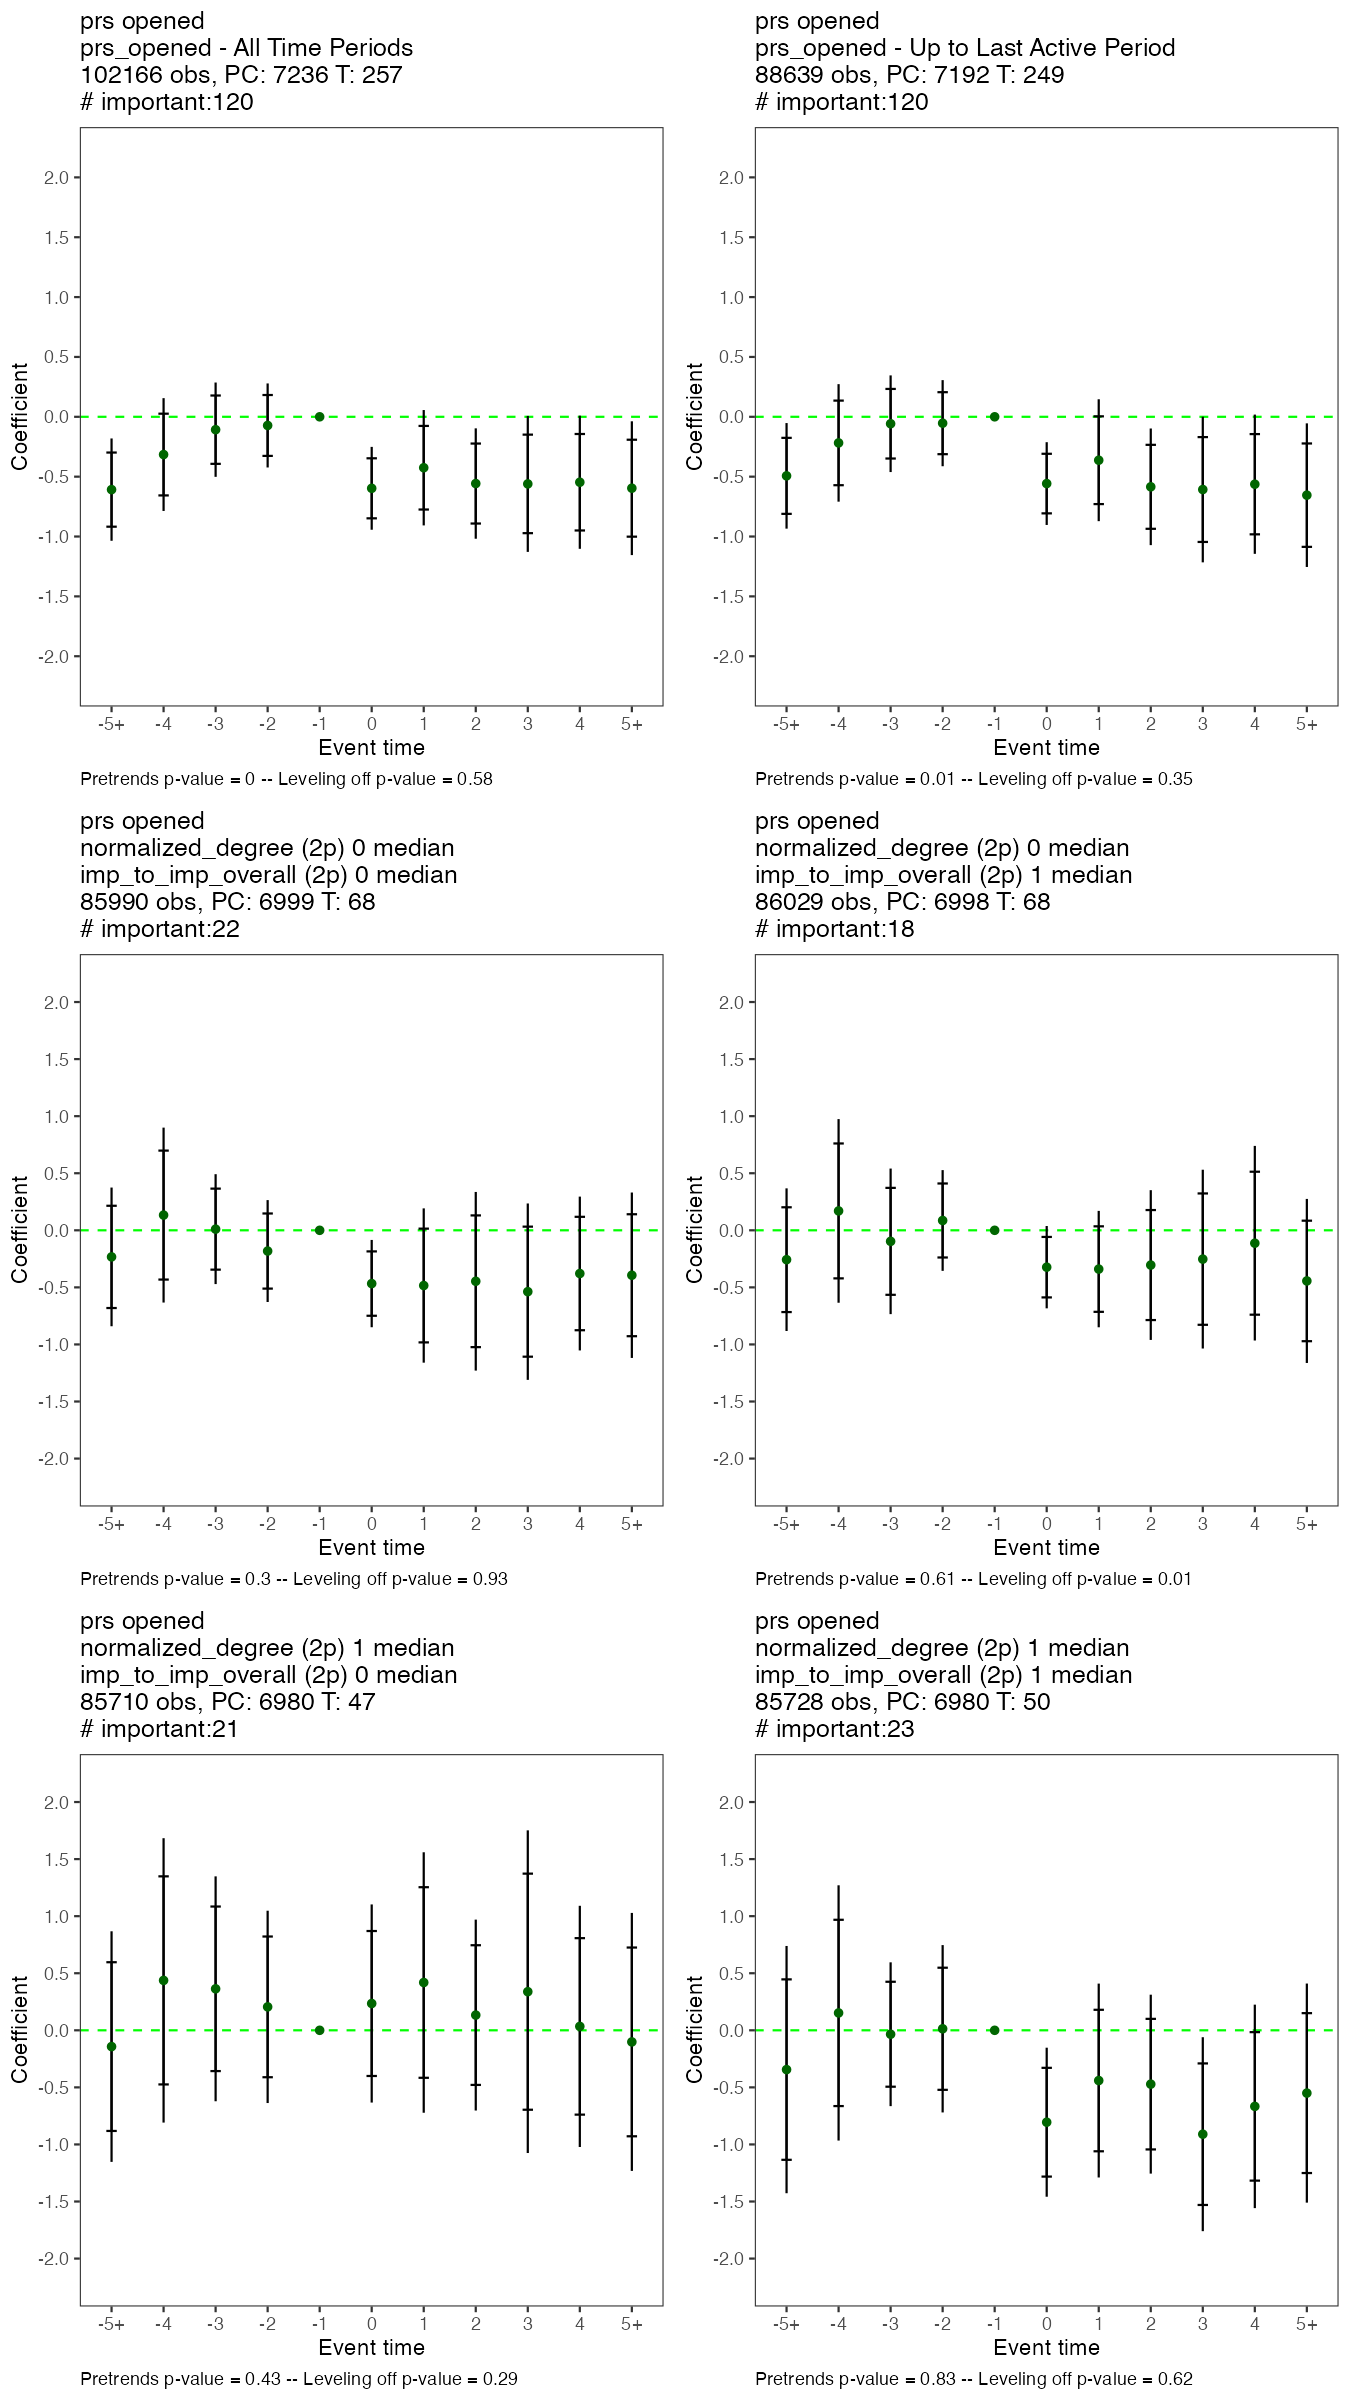 prs opened
prs_opened - All Time Periods
102166 obs, PC: 7236 T: 257
# important:120
2.0
1.5
1.0
0.5
0.0
-0.5
-1.0
-1.5
-2.0
Coefficient
-5+ -4 -3 -2 -1 0 1 2 3 4 5+
Event time
Pretrends p-value = 0 -- Leveling off p-value = 0.58
prs opened
prs_opened - Up to Last Active Period
88639 obs, PC: 7192 T: 249
# important:120
2.0
1.5
1.0
0.5
0.0
-0.5
-1.0
-1.5
-2.0
Coefficient
-5+ -4 -3 -2 -1 0 1 2 3 4 5+
Event time
Pretrends p-value = 0.01 -- Leveling off p-value = 0.35
prs opened
normalized_degree (2p) 0 median
imp_to_imp_overall (2p) 0 median
85990 obs, PC: 6999 T: 68
# important:22
2.0
1.5
1.0
0.5
0.0
-0.5
-1.0
-1.5
-2.0
Coefficient
-5+ -4 -3 -2 -1 0 1 2 3 4 5+
Event time
Pretrends p-value = 0.3 -- Leveling off p-value = 0.93
prs opened
normalized_degree (2p) 0 median
imp_to_imp_overall (2p) 1 median
86029 obs, PC: 6998 T: 68
# important:18
2.0
1.5
1.0
0.5
0.0
-0.5
-1.0
-1.5
-2.0
Coefficient
-5+ -4 -3 -2 -1 0 1 2 3 4 5+
Event time
Pretrends p-value = 0.61 -- Leveling off p-value = 0.01
prs opened
normalized_degree (2p) 1 median
imp_to_imp_overall (2p) 0 median
85710 obs, PC: 6980 T: 47
# important:21
2.0
1.5
1.0
0.5
0.0
-0.5
-1.0
-1.5
-2.0
Coefficient
-5+ -4 -3 -2 -1 0 1 2 3 4 5+
Event time
Pretrends p-value = 0.43 -- Leveling off p-value = 0.29
prs opened
normalized_degree (2p) 1 median
imp_to_imp_overall (2p) 1 median
85728 obs, PC: 6980 T: 50
# important:23
2.0
1.5
1.0
0.5
0.0
-0.5
-1.0
-1.5
-2.0
Coefficient
-5+ -4 -3 -2 -1 0 1 2 3 4 5+
Event time
Pretrends p-value = 0.83 -- Leveling off p-value = 0.62